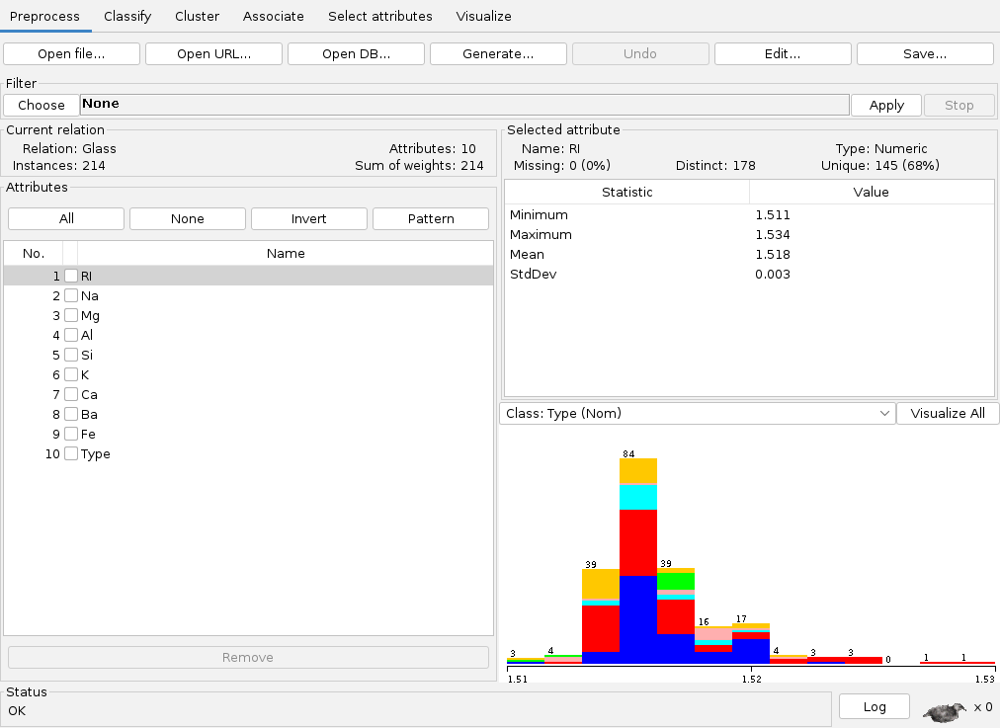 Preprocess Classify Cluster Associate Select attributes Visualize
Open file... Open URL... Open DB... Generate... Undo Edit... Save...
Filter
Choose None Apply Stop
Current relation
Relation: Glass Attributes: 10
Instances: 214 Sum of weights: 214
Attributes
All None Invert Pattern
No. Name
1 RI
2 Na
3 Mg
4 Al
5 Si
6 K
7 Ca
8 Ba
9 Fe
10 Type
Remove
Selected attribute
Name: RI Type: Numeric
Missing: 0 (0%) Distinct: 178 Unique: 145 (68%)
Statistic Value
Minimum 1.511
Maximum 1.534
Mean 1.518
StdDev 0.003
Class: Type (Nom) Visualize All
84
39 39
16 17
3 4 4 3 3 0 1 1
1.51 1.52 1.53
Status
OK
Log x 0